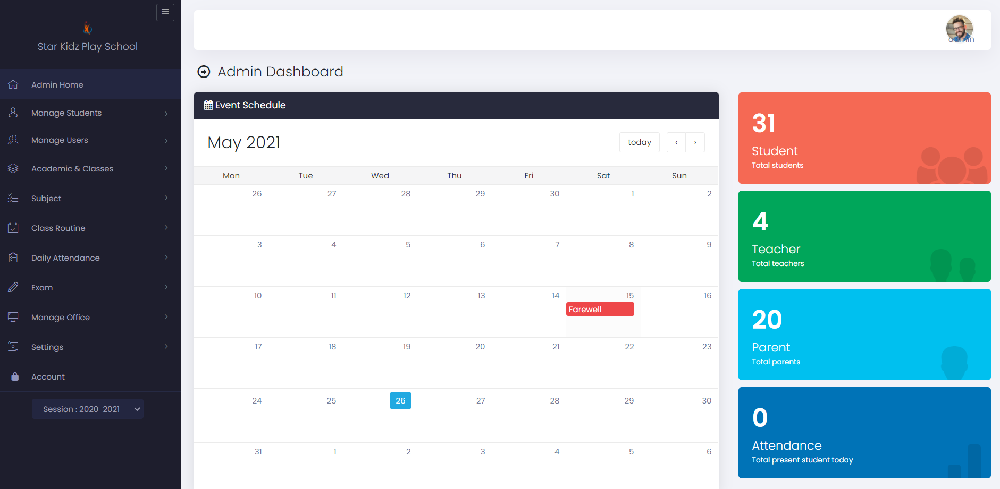 Star Kidz Play School
Admin Home
Manage Students
Manage Users
Academic & Classes
Subject
Class Routine
Daily Attendance
Exam
Manage Office
Settings
Account
Session : 2020-2021
admin
Admin Dashboard
Event Schedule
May 2021
today
Mon Tue Wed Thu Fri Sat Sun
26 27 28 29 30 1 2
3 4 5 6 7 8 9
10 11 12 13 14 15 16
Farewell
17 18 19 20 21 22 23
24 25 26 27 28 29 30
31 1 2 3 4 5 6
31
Student
Total students
4
Teacher
Total teachers
20
Parent
Total parents
0
Attendance
Total present student today